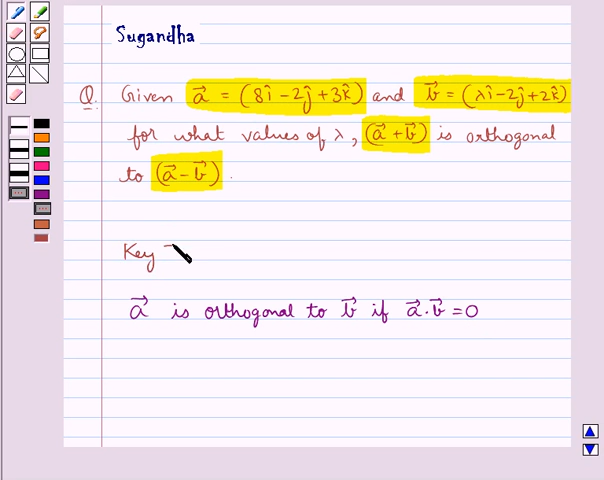 Sugandha
Q. Given a⃗ = (8î - 2ĵ + 3k̂) and b⃗ = (λî - 2ĵ + 2k̂)
for what values of λ, (a⃗ + b⃗) is orthogonal
to (a⃗ - b⃗).
Key
a⃗ is orthogonal to b⃗ if a⃗.b⃗ = 0